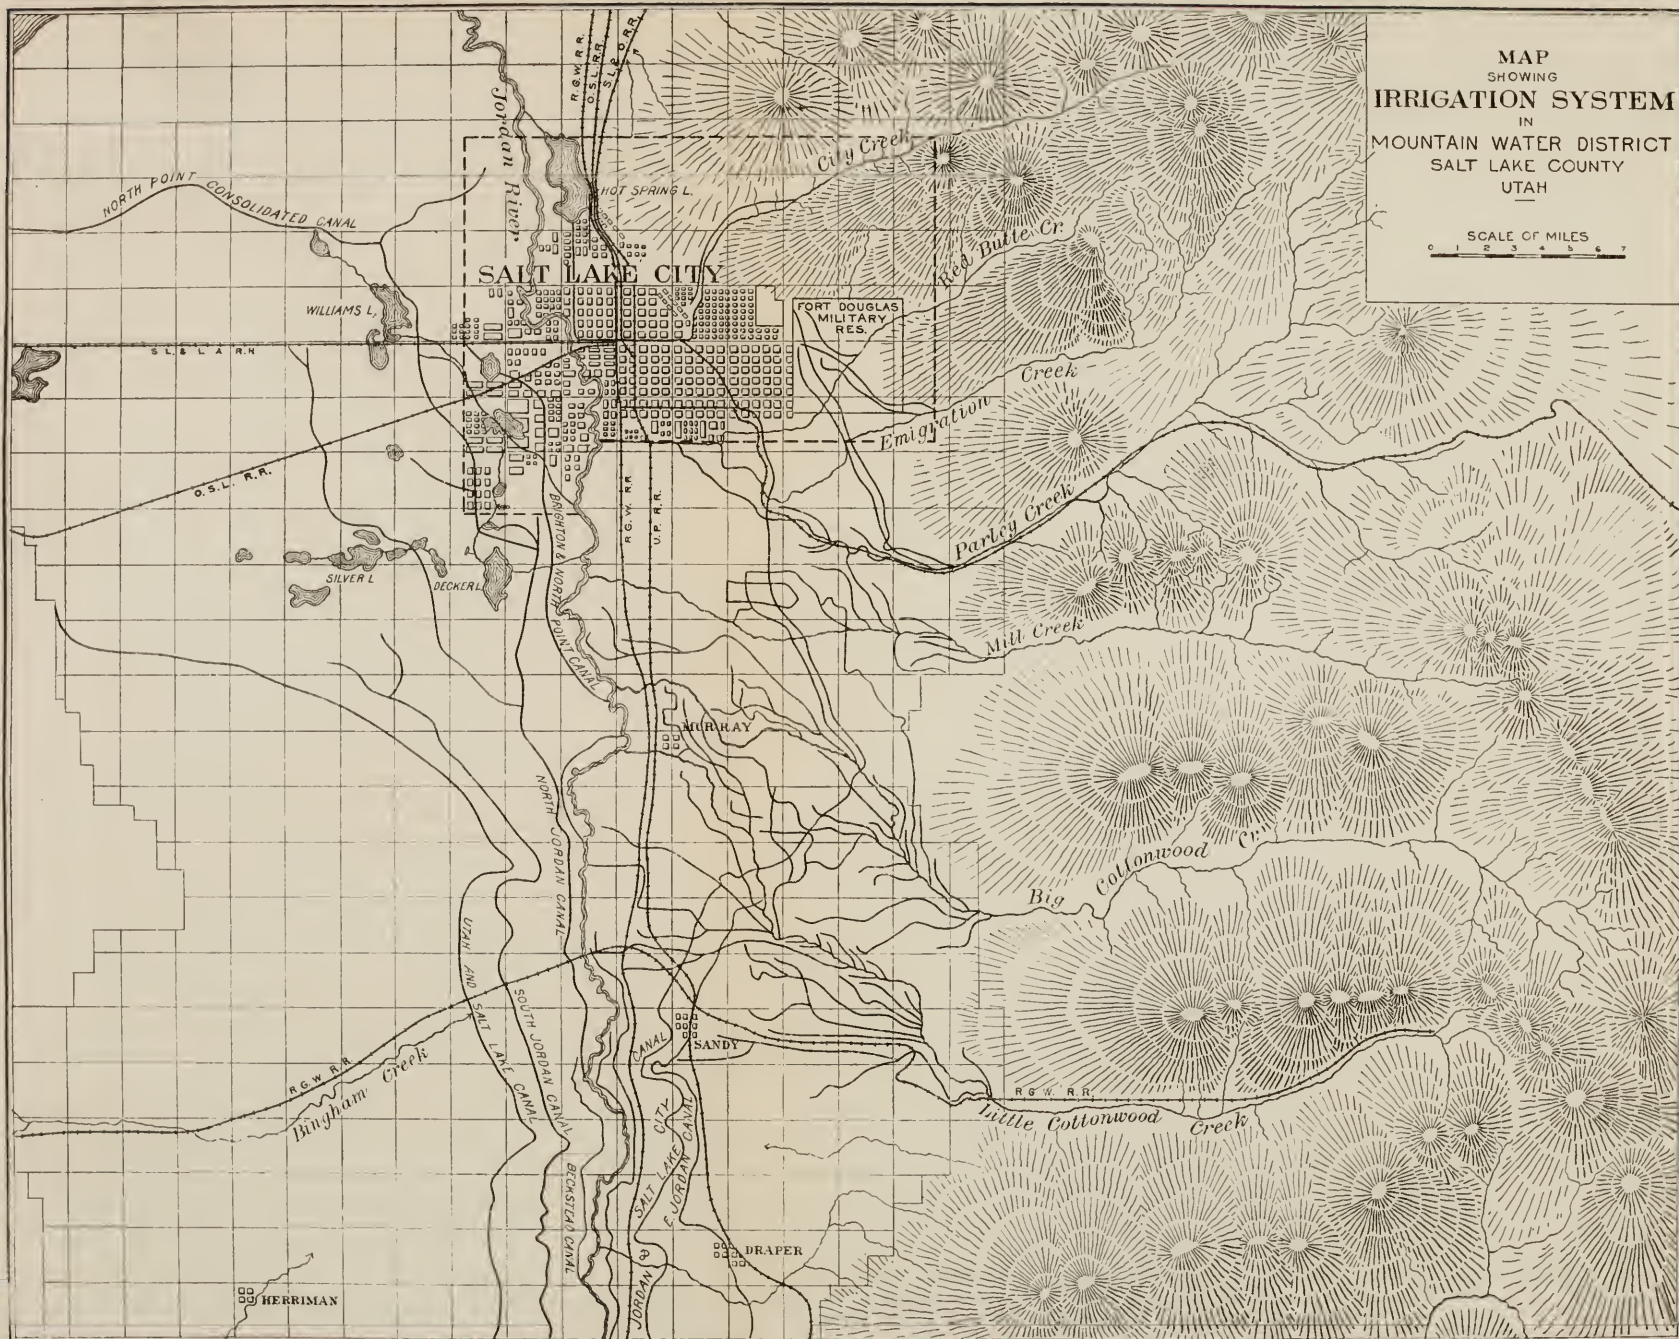 MAP
SHOWING
IRRIGATION SYSTEM
IN
MOUNTAIN WATER DISTRICT
SALT LAKE COUNTY
UTAH
SCALE OF MILES
0 1 2 3 4 5 6 7
R.G.W. R.R.
O.S.L. R.R.
Jordan River
City Creek
NORTH POINT CONSOLIDATED CANAL
HOT SPRING L.
Red Butte Cr.
SALT LAKE CITY
WILLIAMS L.
FORT DOUGLAS
MILITARY
RES.
Emigration Creek
O.S.L. R.R.
R.G.W. R.R.
U.P. R.R.
BRIGHTON & NORTH POINT CANAL
Parley Creek
SILVER L
DECKER L
Mill Creek
MURRAY
NORTH JORDAN CANAL
Big Cottonwood Cr.
UTAH AND SALT LAKE CANAL
SOUTH JORDAN CANAL
SANDY
R.G.W. R.R.
Bingham Creek
R.G.W. R.R.
Little Cottonwood Creek
BECKSTEAD CANAL
JORDAN & SALT LAKE CITY CANAL
E. JORDAN CANAL
DRAPER
HERRIMAN